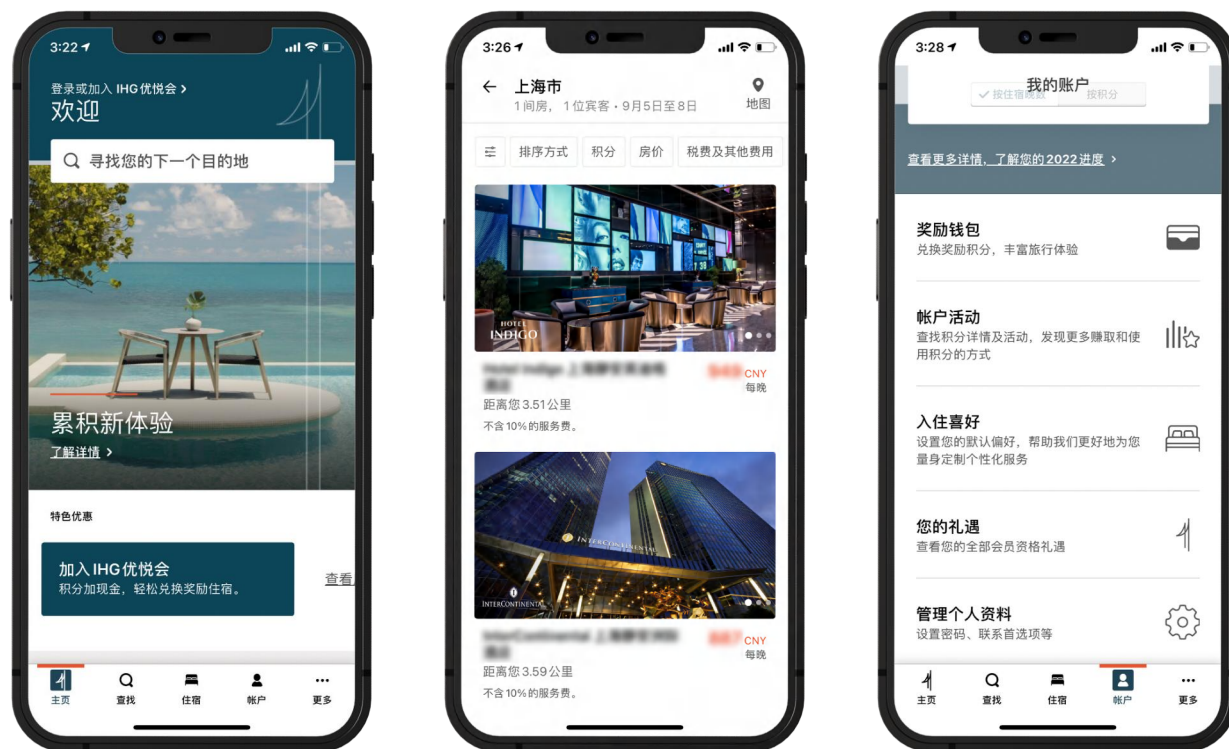 3:22
登录或加入 IHG 优悦会 >
欢迎
寻找您的下一个目的地
累积新体验
了解详情 >
特色优惠
加入 IHG 优悦会
积分加现金，轻松兑换奖励住宿。
查看
主页
查找
住宿
帐户
更多
3:26
上海市
1间房， 1位宾客・9月5日至8日
地图
排序方式
积分
房价
税费及其他费用
HOTEL
INDIGO
CNY
每晚
距离您 3.51公里
不含10%的服务费。
INTERCONTINENTAL
INTERCONTINENTAL
CNY
每晚
距离您 3.59公里
不含10%的服务费。
3:28
我的账户
按住宿晚数
按积分
查看更多详情，了解您的 2022 进度 >
奖励钱包
兑换奖励积分，丰富旅行体验
帐户活动
查找积分详情及活动，发现更多赚取和使
用积分的方式
入住喜好
设置您的默认偏好，帮助我们更好地为您
量身定制个性化服务
您的礼遇
查看您的全部会员资格礼遇
管理个人资料
设置密码、联系首选项等
主页
查找
住宿
帐户
更多